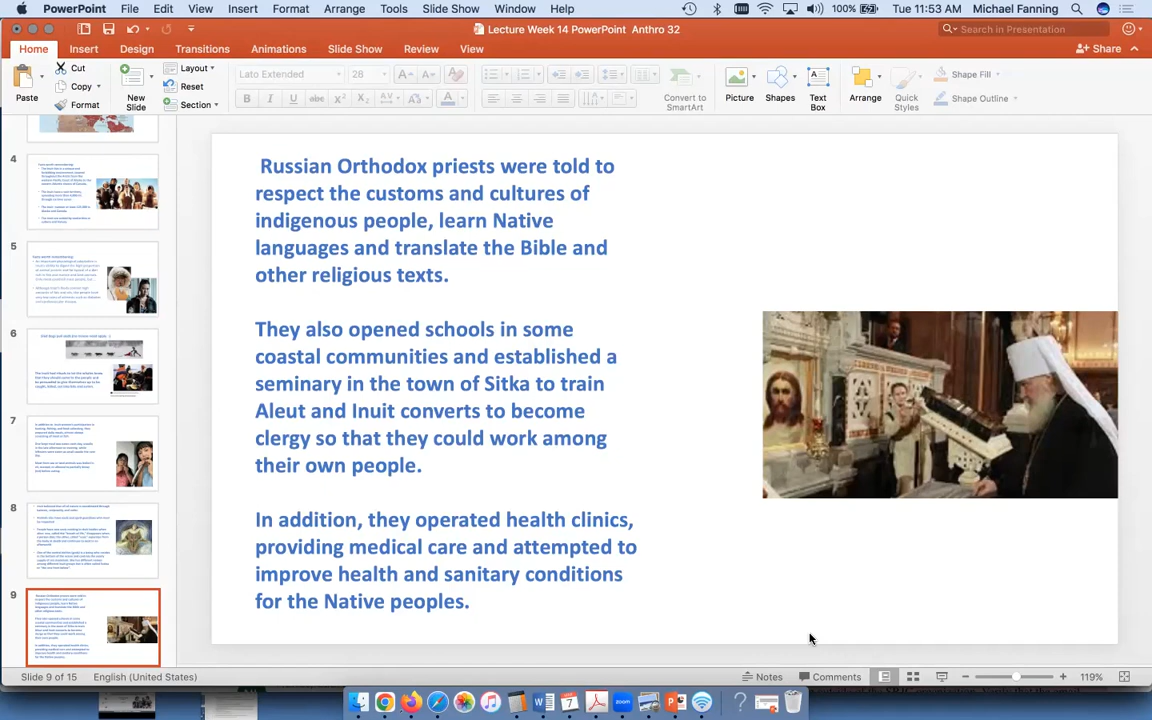 PowerPoint File Edit View Insert Format Arrange Tools Slide Show Window Help 100% Tue 11:53 AM Michael Fanning
Lecture Week 14 PowerPoint Anthro 32
Search in Presentation
Home Insert Design Transitions Animations Slide Show Review View
Share
Paste
Cut
Copy
Format
New
Slide
Layout
Reset
Section
Lato Extended
28
Convert to
SmartArt
Picture
Shapes
Text
Box
Arrange
Quick
Styles
Shape Fill
Shape Outline
4
5
6
7
8
9
Russian Orthodox priests were told to
respect the customs and cultures of
indigenous people, learn Native
languages and translate the Bible and
other religious texts.
They also opened schools in some
coastal communities and established a
seminary in the town of Sitka to train
Aleut and Inuit converts to become
clergy so that they could work among
their own people.
In addition, they operated health clinics,
providing medical care and attempted to
improve health and sanitary conditions
for the Native peoples.
Slide 9 of 15 English (United States)
Notes Comments 119%